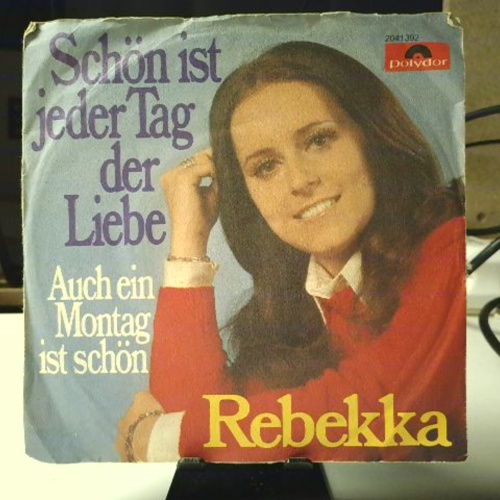 Schön ist
jeder Tag
der
Liebe
2041 392
polydor
Auch ein
Montag
ist schön
Rebekka